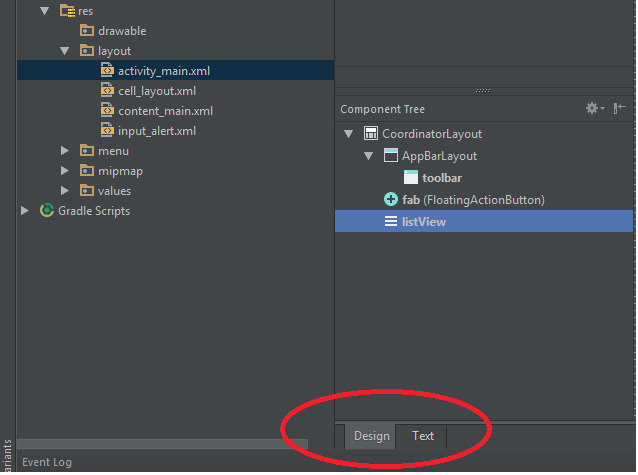 res
drawable
layout
activity_main.xml
cell_layout.xml
content_main.xml
input_alert.xml
menu
mipmap
values
Gradle Scripts
Component Tree
CoordinatorLayout
AppBarLayout
toolbar
fab (FloatingActionButton)
listView
Design
Text
ariants
Event Log